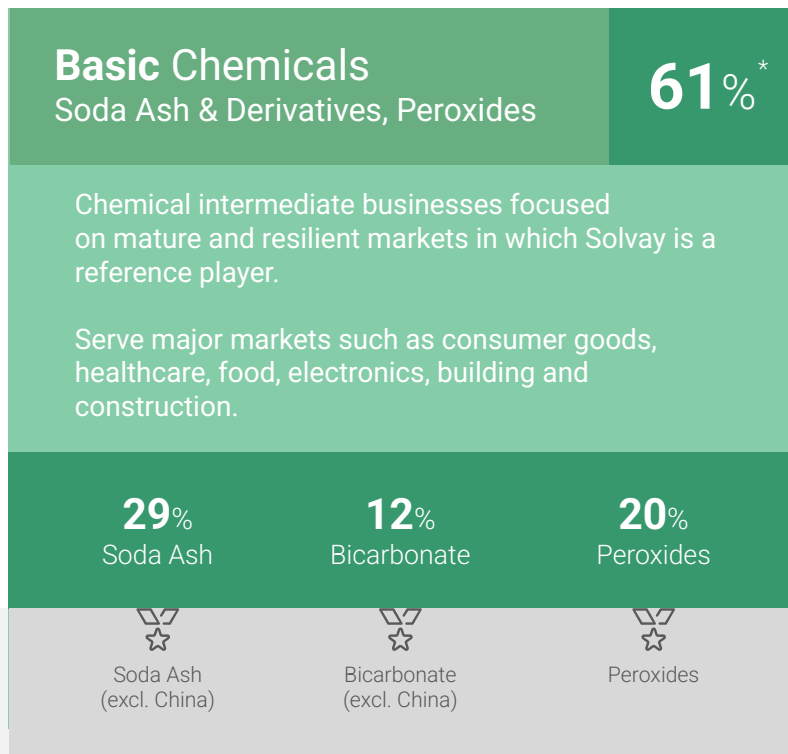 Basic Chemicals
Soda Ash & Derivatives, Peroxides
61%*
Chemical intermediate businesses focused
on mature and resilient markets in which Solvay is a
reference player.
Serve major markets such as consumer goods,
healthcare, food, electronics, building and
construction.
29%
Soda Ash
12%
Bicarbonate
20%
Peroxides
Soda Ash
(excl. China)
Bicarbonate
(excl. China)
Peroxides